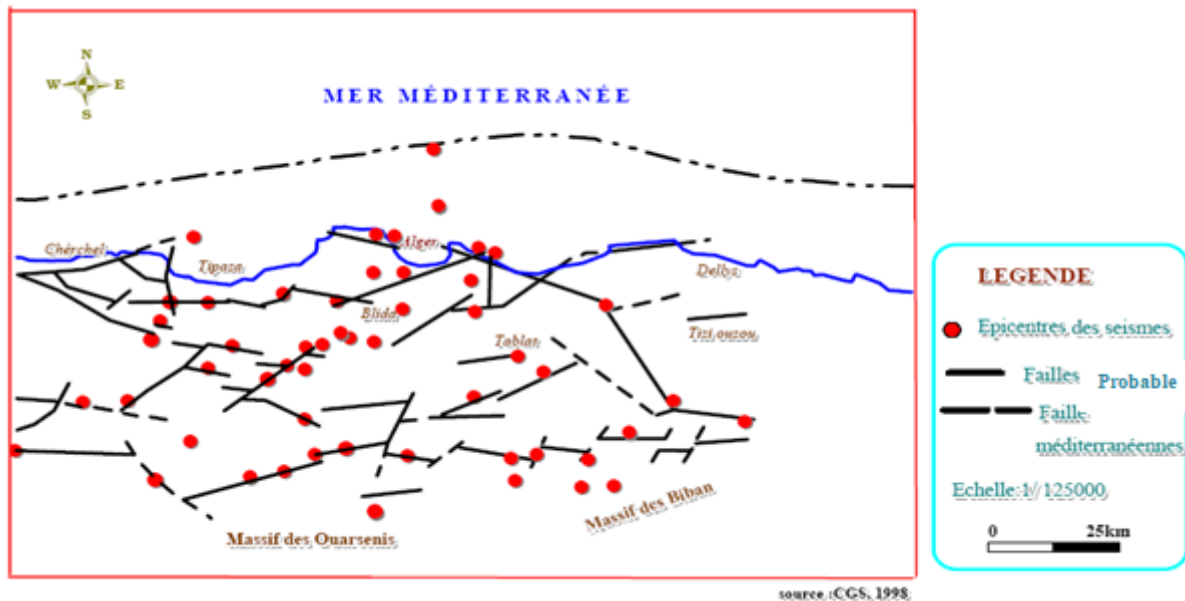 N
W E
S
MER MÉDITERRANÉE
Chérchel
Tipaza
Alger
Dellys
Blida
Tizi ouzou
Tablat
Massif des Ouarsenis
Massif des Biban
LEGENDE
Epicentres des seismes
Failles Probable
Faille
méditerranéennes
Echelle:1/ 125000
0 25km
source :CGS, 1998